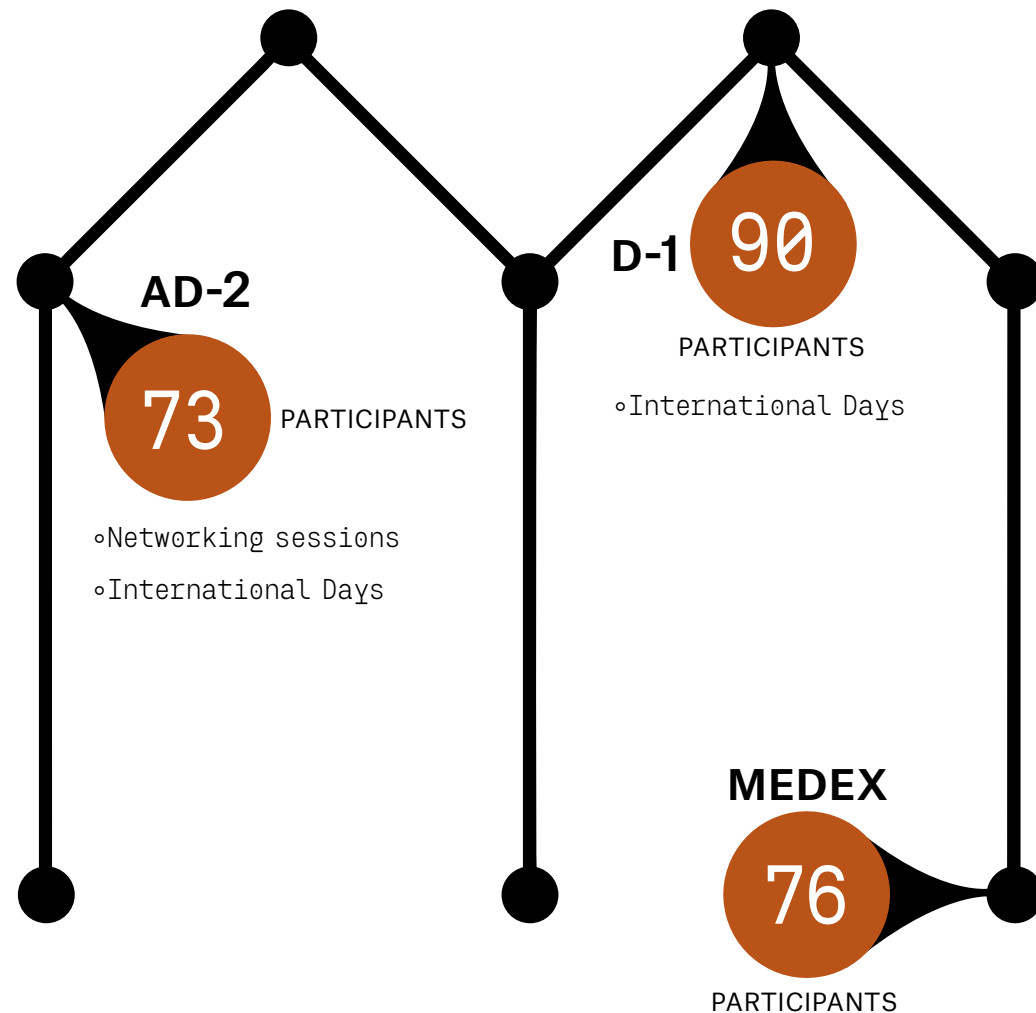 AD-2
73
PARTICIPANTS
∘Networking sessions
∘International Days
D-1
90
PARTICIPANTS
∘International Days
MEDEX
76
PARTICIPANTS